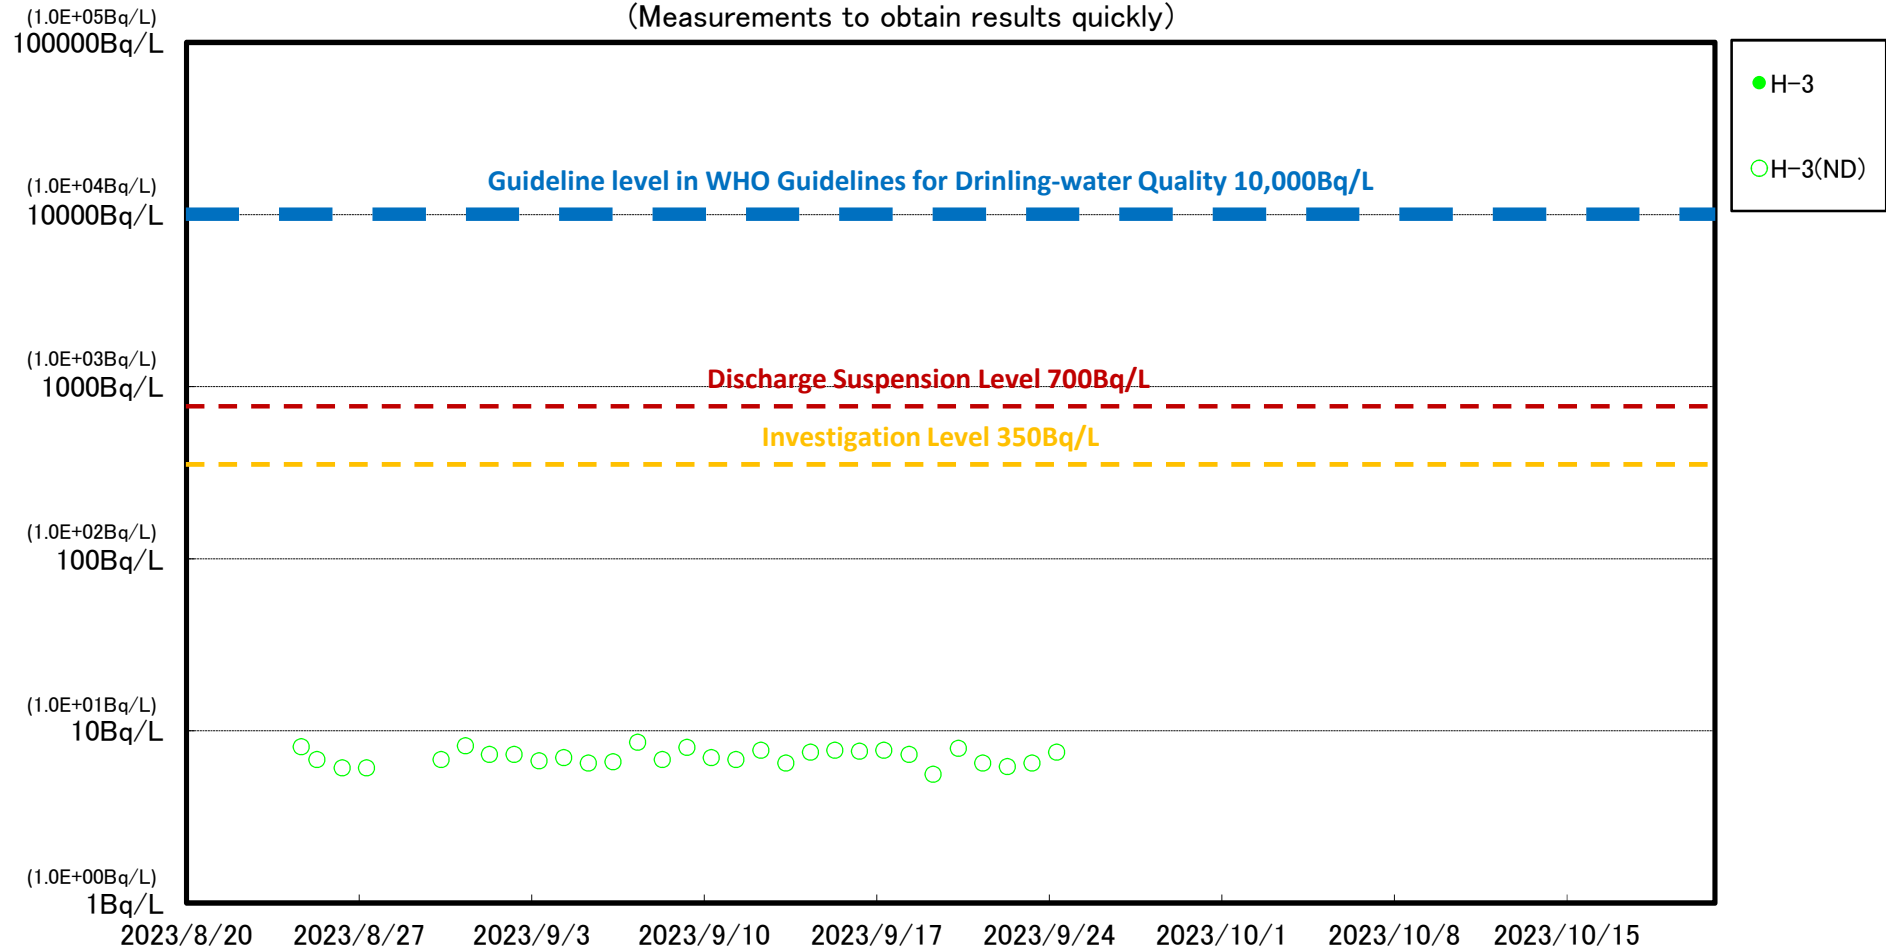 (Measurements to obtain results quickly)
(1.0E+05Bq/L)
100000Bq/L
H-3
H-3(ND)
Guideline level in WHO Guidelines for Drinling-water Quality 10,000Bq/L
(1.0E+04Bq/L)
10000Bq/L
(1.0E+03Bq/L)
1000Bq/L
Discharge Suspension Level 700Bq/L
Investigation Level 350Bq/L
(1.0E+02Bq/L)
100Bq/L
(1.0E+01Bq/L)
10Bq/L
(1.0E+00Bq/L)
1Bq/L
2023/8/20 2023/8/27 2023/9/3 2023/9/10 2023/9/17 2023/9/24 2023/10/1 2023/10/8 2023/10/15